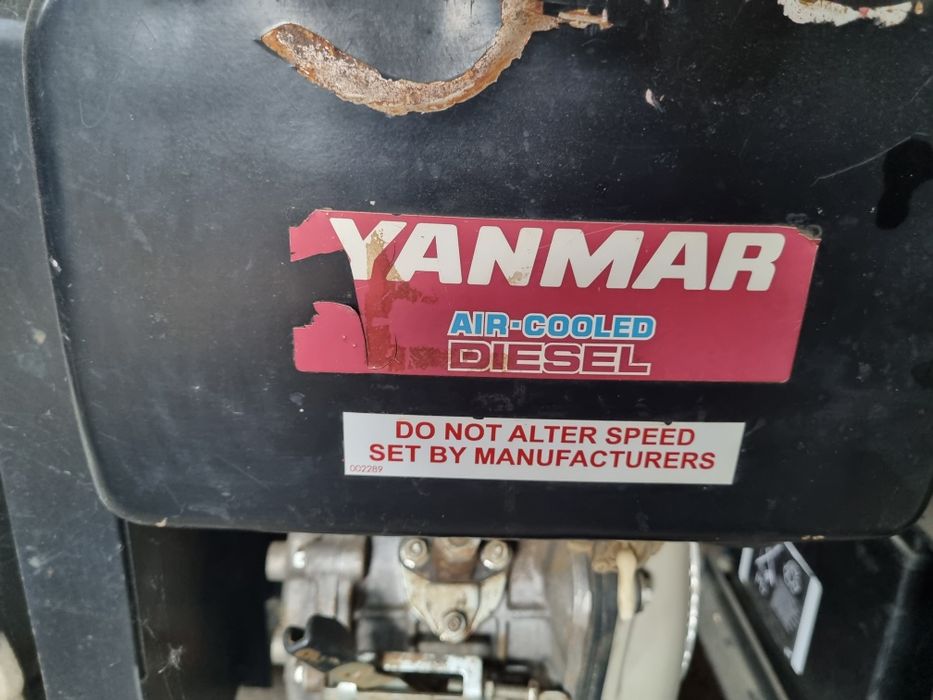 YANMAR
AIR-COOLED
DIESEL
DO NOT ALTER SPEED
SET BY MANUFACTURERS
002289